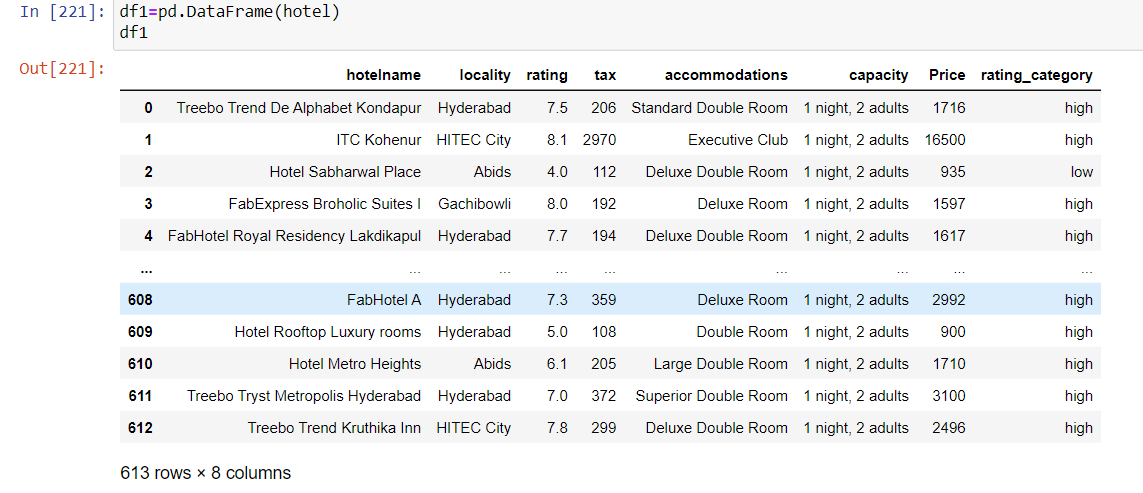 In [221]: df1=pd.DataFrame(hotel)
df1
Out[221]:
hotelname locality rating tax accommodations capacity Price rating_category
0 Treebo Trend De Alphabet Kondapur Hyderabad 7.5 206 Standard Double Room 1 night, 2 adults 1716 high
1 ITC Kohenur HITEC City 8.1 2970 Executive Club 1 night, 2 adults 16500 high
2 Hotel Sabharwal Place Abids 4.0 112 Deluxe Double Room 1 night, 2 adults 935 low
3 FabExpress Broholic Suites I Gachibowli 8.0 192 Deluxe Room 1 night, 2 adults 1597 high
4 FabHotel Royal Residency Lakdikapul Hyderabad 7.7 194 Deluxe Double Room 1 night, 2 adults 1617 high
... ... ... ... ... ... ... ... ...
608 FabHotel A Hyderabad 7.3 359 Deluxe Room 1 night, 2 adults 2992 high
609 Hotel Rooftop Luxury rooms Hyderabad 5.0 108 Double Room 1 night, 2 adults 900 high
610 Hotel Metro Heights Abids 6.1 205 Large Double Room 1 night, 2 adults 1710 high
611 Treebo Tryst Metropolis Hyderabad Hyderabad 7.0 372 Superior Double Room 1 night, 2 adults 3100 high
612 Treebo Trend Kruthika Inn HITEC City 7.8 299 Deluxe Double Room 1 night, 2 adults 2496 high
613 rows × 8 columns